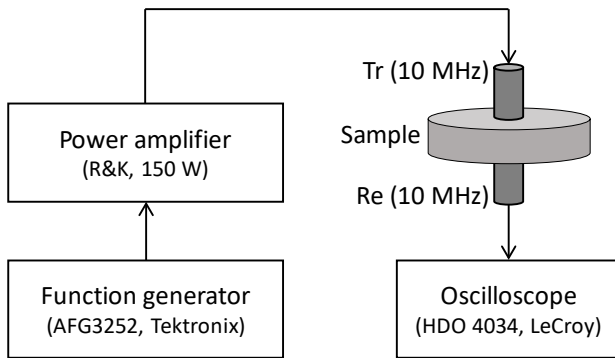 Tr (10 MHz)
Power amplifier
(R&K, 150 W)
Sample
Re (10 MHz)
Function generator
(AFG3252, Tektronix)
Oscilloscope
(HDO 4034, LeCroy)